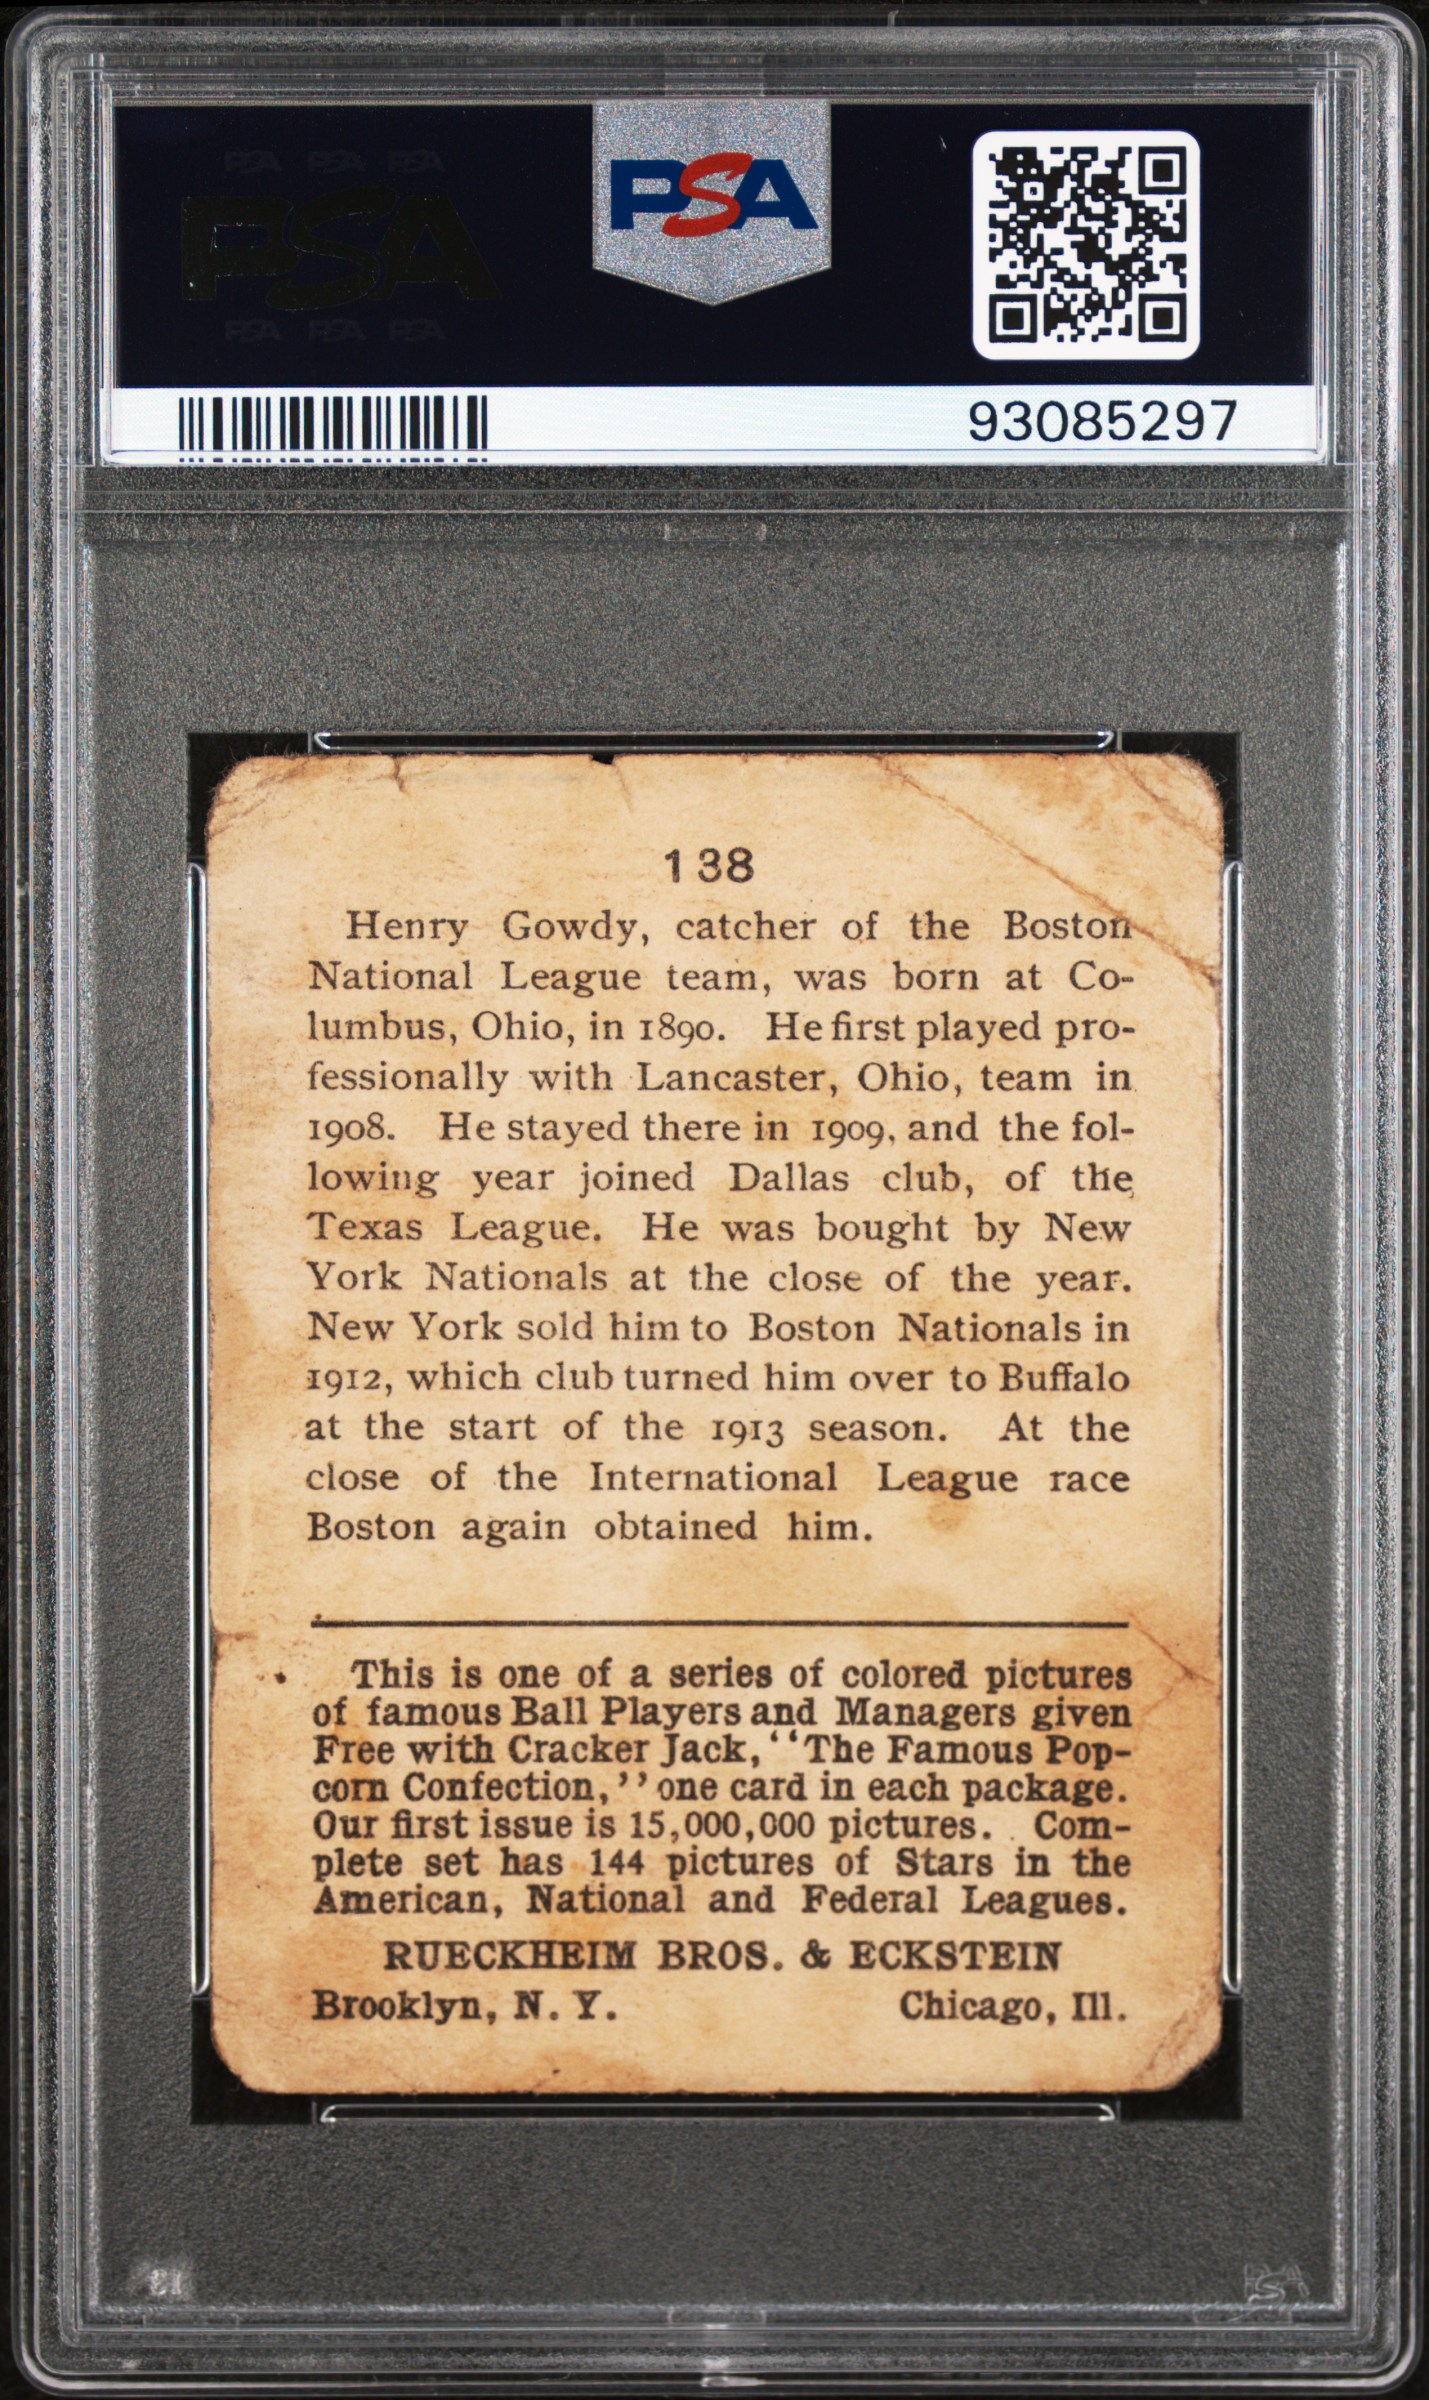 PSA PSA PSA
PSA
PSA PSA PSA
PSA
93085297
138
Henry Gowdy, catcher of the Boston
National League team, was born at Co-
lumbus, Ohio, in 1890. He first played pro-
fessionally with Lancaster, Ohio, team in
1908. He stayed there in 1909, and the fol-
lowing year joined Dallas club, of the
Texas League. He was bought by New
York Nationals at the close of the year.
New York sold him to Boston Nationals in
1912, which club turned him over to Buffalo
at the start of the 1913 season. At the
close of the International League race
Boston again obtained him.
This is one of a series of colored pictures
of famous Ball Players and Managers given
Free with Cracker Jack, ‘‘The Famous Pop-
corn Confection,’’ one card in each package.
Our first issue is 15,000,000 pictures. Com-
plete set has 144 pictures of Stars in the
American, National and Federal Leagues.
RUECKHEIM BROS. & ECKSTEIN
Brooklyn, N. Y. Chicago, Ill.
PSA